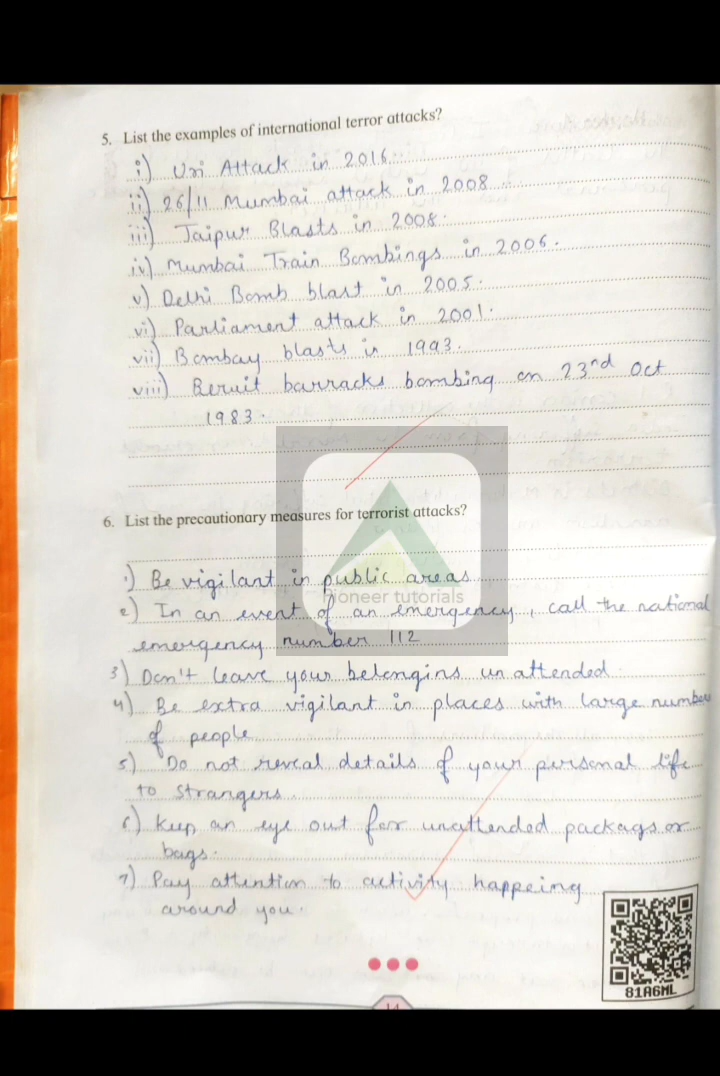 5. List the examples of international terror attacks?
i) Uri Attack in 2016.
ii) 26/11 Mumbai attack in 2008.
iii) Jaipur Blasts in 2008.
iv) Mumbai Train Bombings in 2006.
v) Delhi Bomb blast in 2005.
vi) Parliament attack in 2001.
vii) Bombay blasts in 1993.
viii) Beruit barracks bombing on 23nd Oct
1983.
6. List the precautionary measures for terrorist attacks?
1) Be vigilant in public areas
pioneer tutorials
2) In an event of an emergency, call the national
emergency number 112
3) Don't leave your belongins unattended.
4) Be extra vigilant in places with large number
of people
5) Do not reveal details of your personal life
to strangers.
6) Keep an eye out for unattended packags or
bags.
7) Pay attention to activity happeing
around you.
81A6ML
14